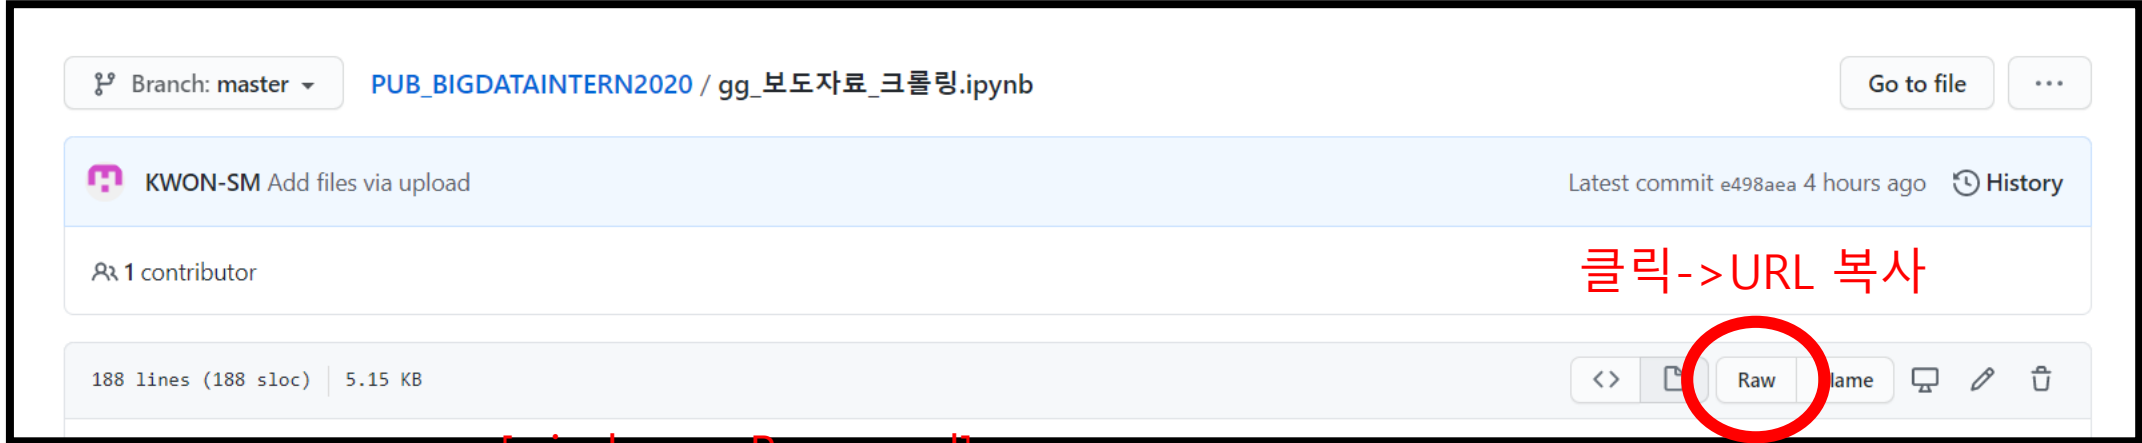 Branch: master PUB_BIGDATAINTERN2020 / gg_보도자료_크롤링.ipynb Go to file ...
KWON-SM Add files via upload Latest commit e498aea 4 hours ago History
1 contributor
클릭->URL 복사
188 lines (188 sloc) 5.15 KB <> Raw lame